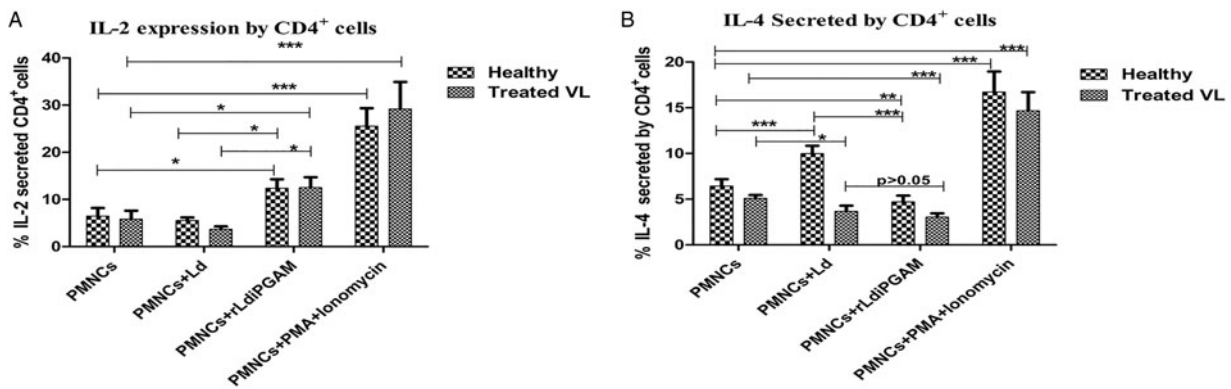 A
IL-2 expression by CD4+ cells
% IL-2 secreted CD4+cells
40
30
20
10
0
***
***
*
*
*
*
Healthy
Treated VL
PMNCs
PMNCs+Ld
PMNCs+rLdiPGAM
PMNCs+PMA+Ionomycin
B
IL-4 Secreted by CD4+ cells
% IL-4 secreted by CD4+cells
20
15
10
5
0
***
***
***
**
***
***
*
p>0.05
Healthy
Treated VL
PMNCs
PMNCs+Ld
PMNCs+rLdiPGAM
PMNCs+PMA+Ionomycin